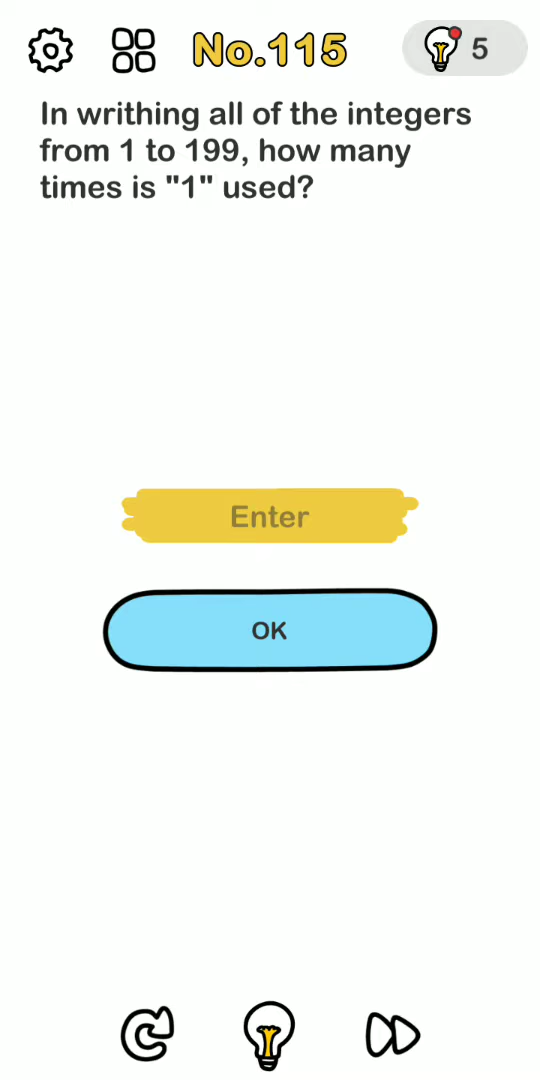 No.115
5
In writhing all of the integers
from 1 to 199, how many
times is "1" used?
Enter
OK